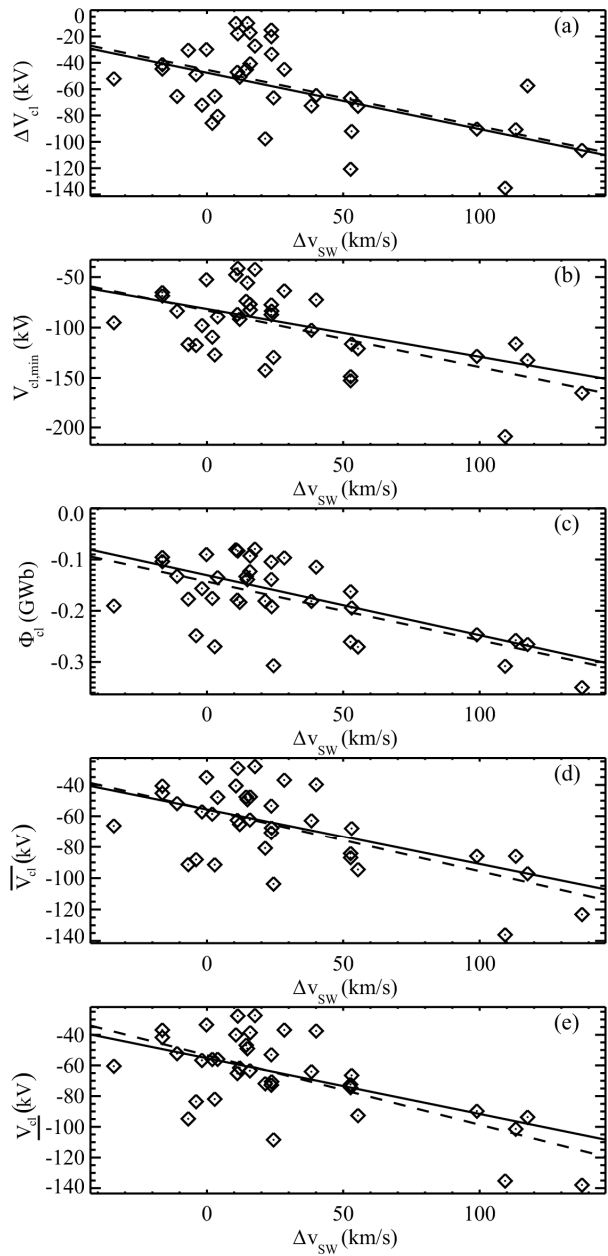 (a)
0
-20
-40
-60
-80
-100
-120
-140
ΔV_cl (kV)
0 50 100
Δv_SW (km/s)
(b)
-50
-100
-150
-200
V_cl,min (kV)
0 50 100
Δv_SW (km/s)
(c)
0.0
-0.1
-0.2
-0.3
Φ_cl (GWb)
0 50 100
Δv_SW (km/s)
(d)
-40
-60
-80
-100
-120
-140
V_cl (kV)
0 50 100
Δv_SW (km/s)
(e)
-40
-60
-80
-100
-120
-140
V_cl (kV)
0 50 100
Δv_SW (km/s)